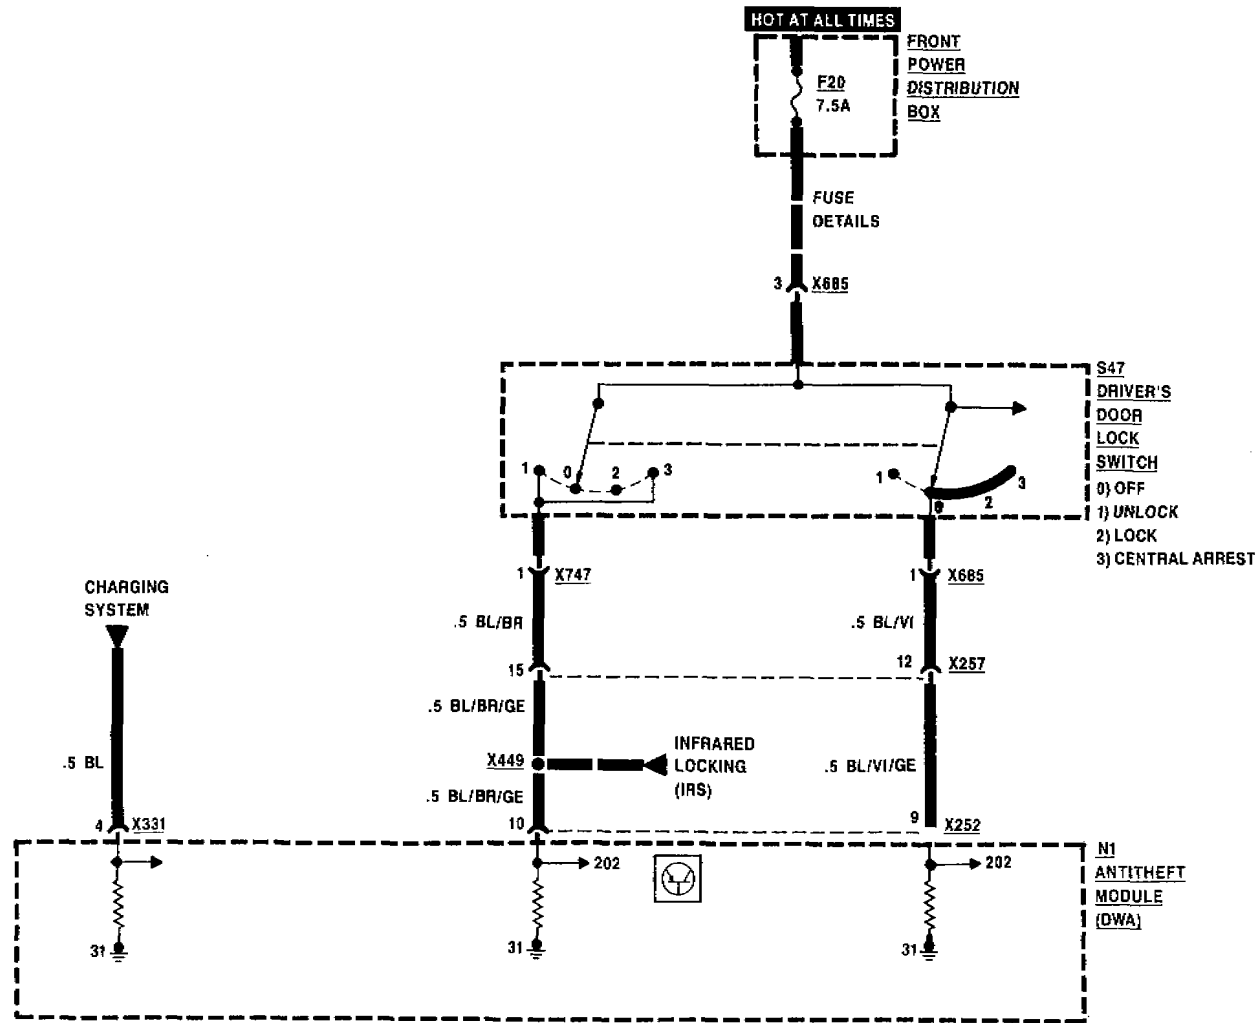 HOT AT ALL TIMES
FRONT
POWER
DISTRIBUTION
BOX
F20
7.5A
FUSE
DETAILS
3 X685
S47
DRIVER'S
DOOR
LOCK
SWITCH
0) OFF
1) UNLOCK
2) LOCK
3) CENTRAL ARREST
1 0 2 3
1 0 2 3
1 X747
1 X685
CHARGING
SYSTEM
.5 BL/BR
.5 BL/VI
15
12 X257
.5 BL/BR/GE
X449
INFRARED
LOCKING
(IRS)
.5 BL
.5 BL/VI/GE
.5 BL/BR/GE
4 X331
10
9 X252
N1
ANTITHEFT
MODULE
(DWA)
202
202
31
31
31